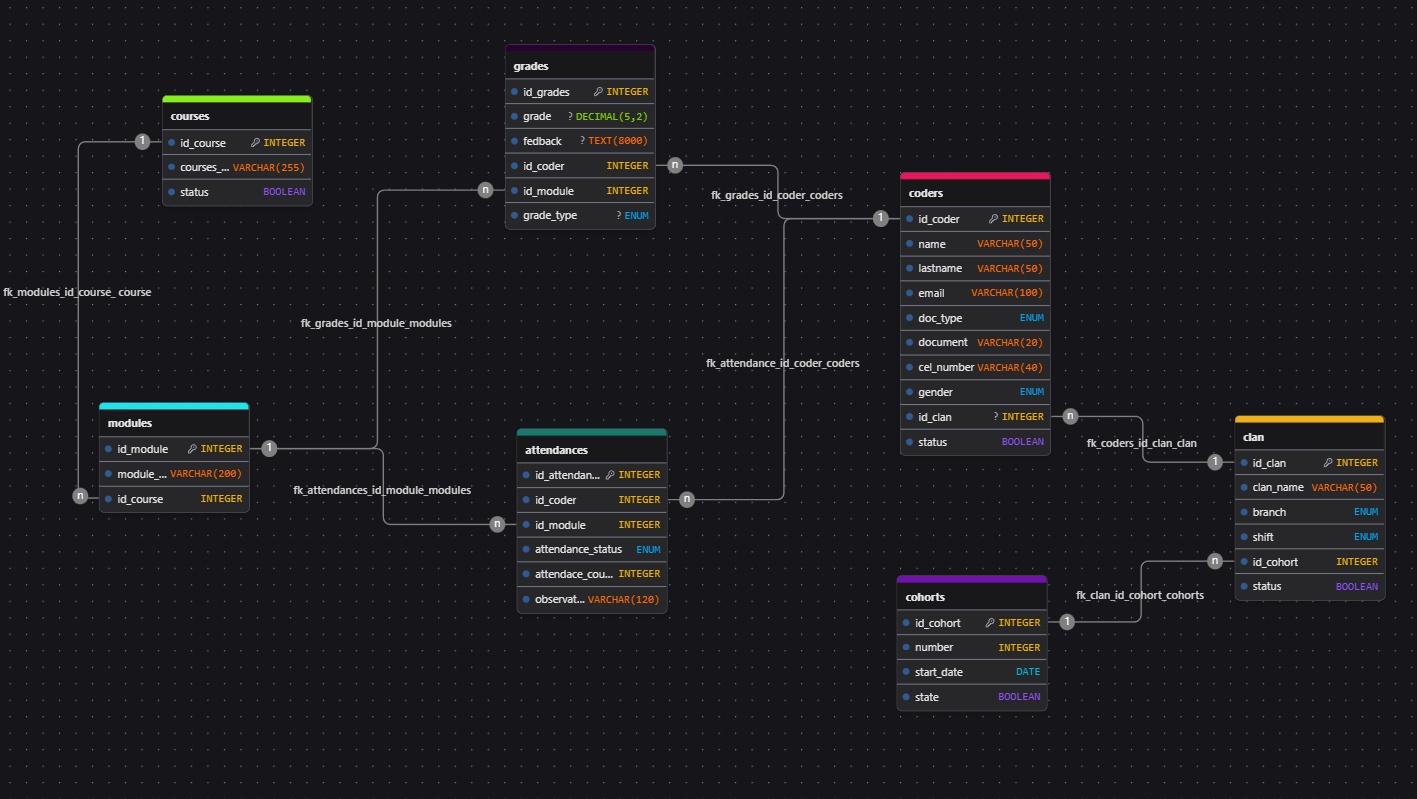 grades
id_grades INTEGER
grade ? DECIMAL(5,2)
fedback ? TEXT(8000)
id_coder INTEGER
id_module INTEGER
grade_type ? ENUM
courses
id_course INTEGER
courses_... VARCHAR(255)
status BOOLEAN
1
n
n
fk_grades_id_coder_coders
1
coders
id_coder INTEGER
name VARCHAR(50)
lastname VARCHAR(50)
email VARCHAR(100)
doc_type ENUM
document VARCHAR(20)
cel_number VARCHAR(40)
gender ENUM
id_clan ? INTEGER
status BOOLEAN
fk_modules_id_course_ course
fk_grades_id_module_modules
fk_attendance_id_coder_coders
modules
id_module INTEGER
module_... VARCHAR(200)
id_course INTEGER
1
n
fk_attendances_id_module_modules
n
attendances
id_attendan... INTEGER
id_coder INTEGER
id_module INTEGER
attendance_status ENUM
attendace_cou... INTEGER
observat... VARCHAR(120)
n
n
fk_coders_id_clan_clan
1
clan
id_clan INTEGER
clan_name VARCHAR(50)
branch ENUM
shift ENUM
id_cohort INTEGER
status BOOLEAN
n
fk_clan_id_cohort_cohorts
1
cohorts
id_cohort INTEGER
number INTEGER
start_date DATE
state BOOLEAN